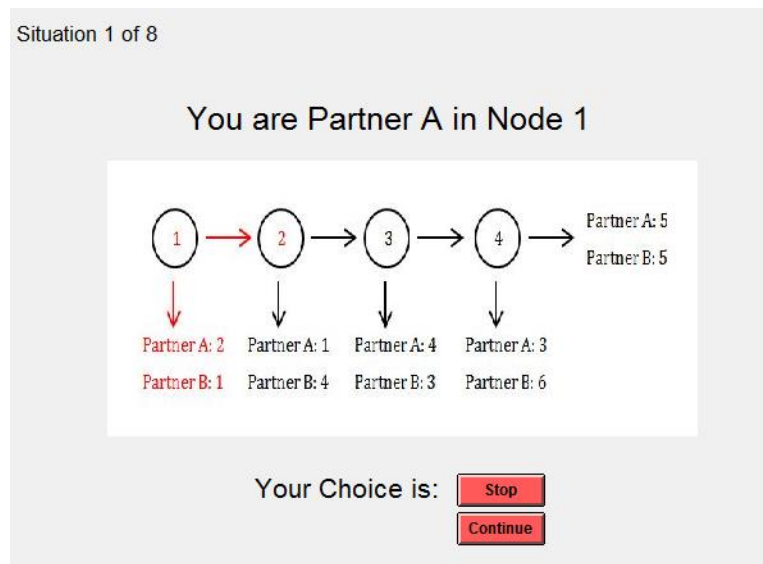 Situation 1 of 8
You are Partner A in Node 1
1 2 3 4
Partner A: 5
Partner B: 5
Partner A: 2 Partner A: 1 Partner A: 4 Partner A: 3
Partner B: 1 Partner B: 4 Partner B: 3 Partner B: 6
Your Choice is: Stop
Continue